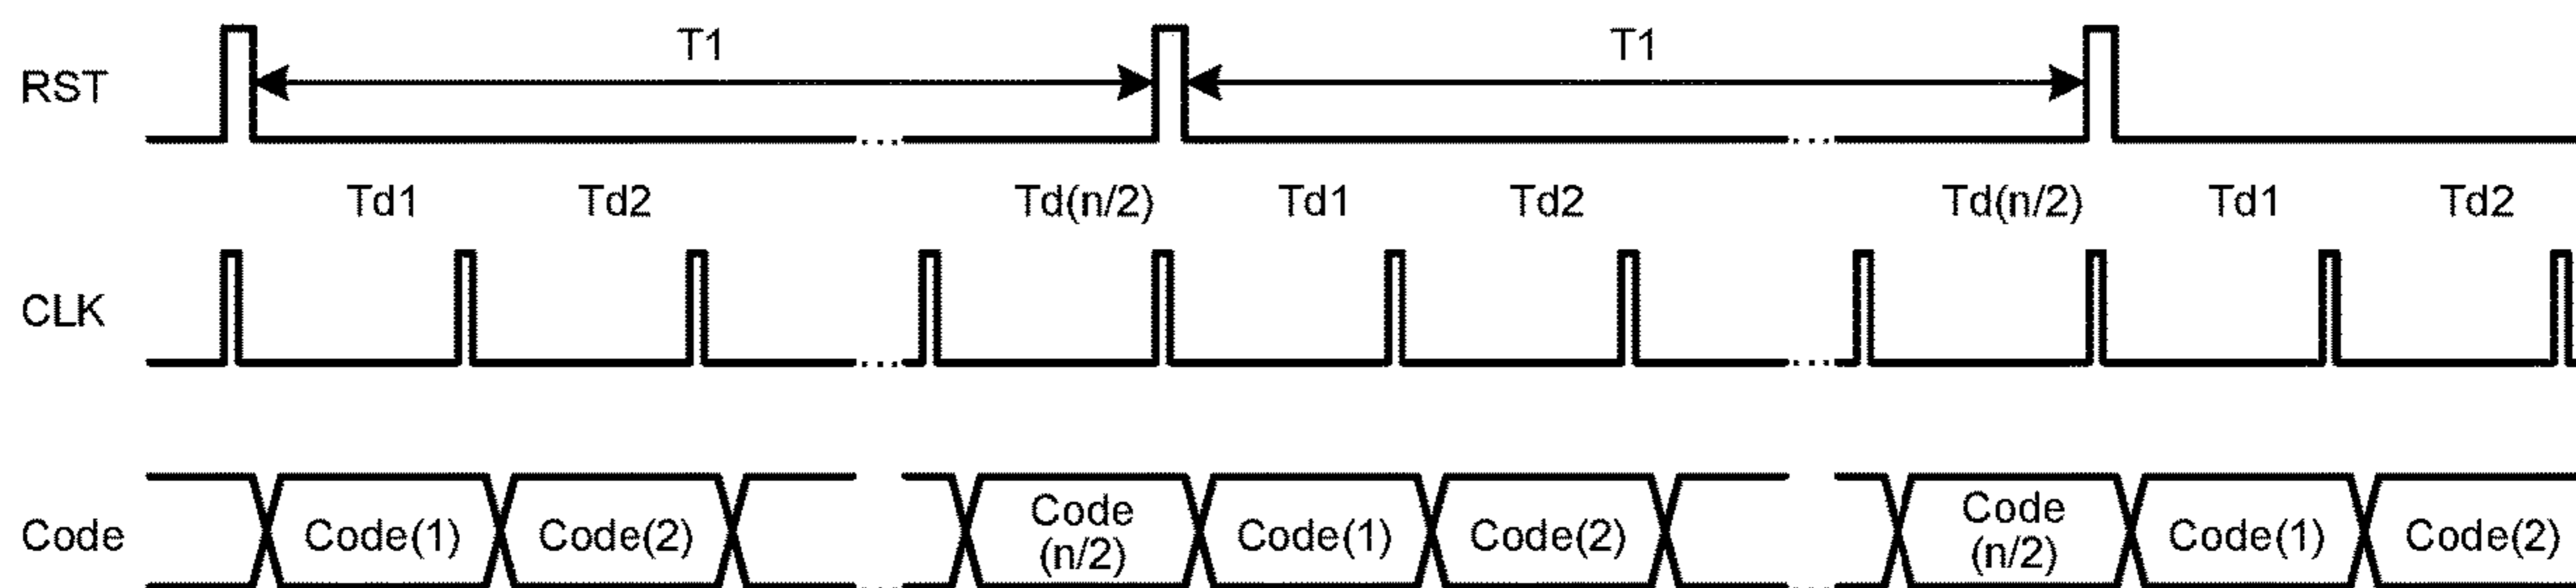 T1 T1
RST
... ...
Td1 Td2 Td(n/2) Td1 Td2 Td(n/2) Td1 Td2
CLK
... ...
Code Code(1) Code(2) Code (n/2) Code(1) Code(2) Code (n/2) Code(1) Code(2)
... ...